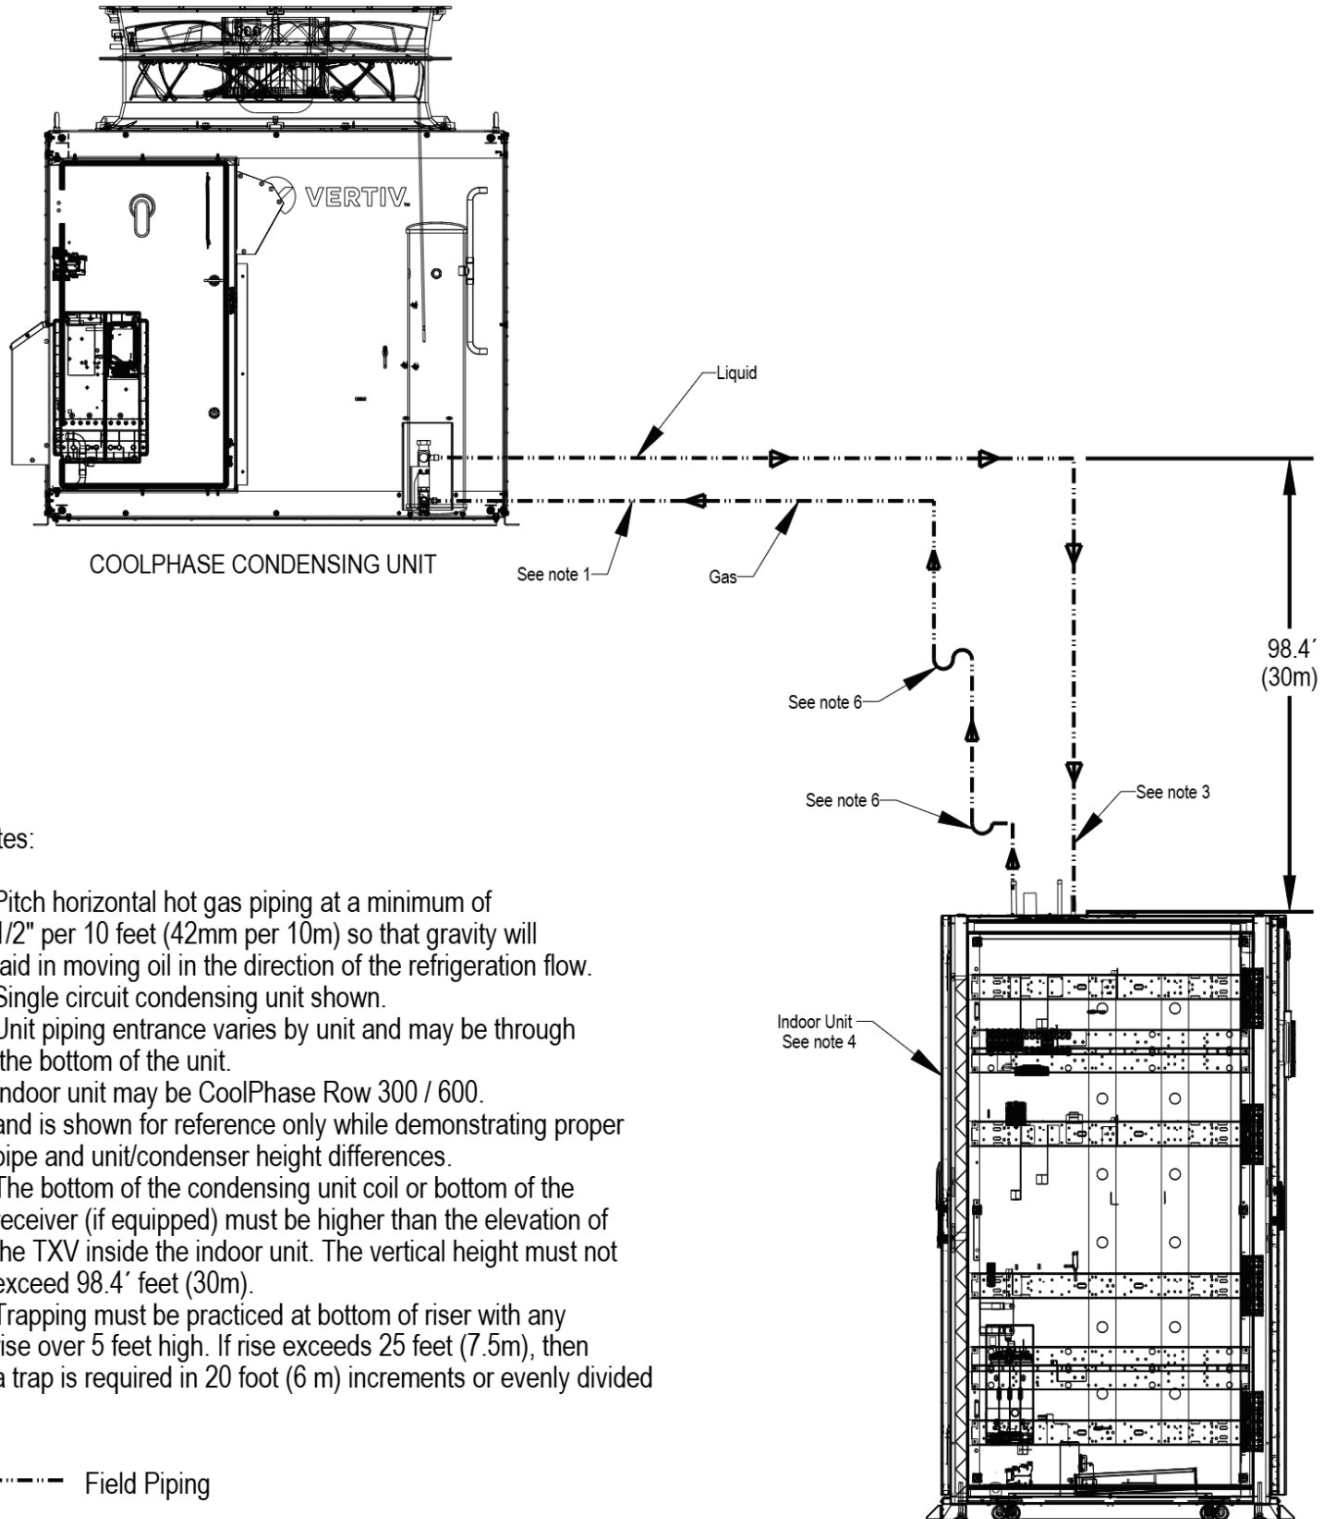 VERTIV™
Liquid
COOLPHASE CONDENSING UNIT
See note 1
Gas
98.4´
(30m)
See note 6
See note 6
See note 3
tes:
Pitch horizontal hot gas piping at a minimum of
1/2" per 10 feet (42mm per 10m) so that gravity will
aid in moving oil in the direction of the refrigeration flow.
Single circuit condensing unit shown.
Unit piping entrance varies by unit and may be through
the bottom of the unit.
Indoor unit may be CoolPhase Row 300 / 600.
and is shown for reference only while demonstrating proper
pipe and unit/condenser height differences.
The bottom of the condensing unit coil or bottom of the
receiver (if equipped) must be higher than the elevation of
the TXV inside the indoor unit. The vertical height must not
exceed 98.4´ feet (30m).
Trapping must be practiced at bottom of riser with any
rise over 5 feet high. If rise exceeds 25 feet (7.5m), then
a trap is required in 20 foot (6 m) increments or evenly divided
Indoor Unit
See note 4
Field Piping